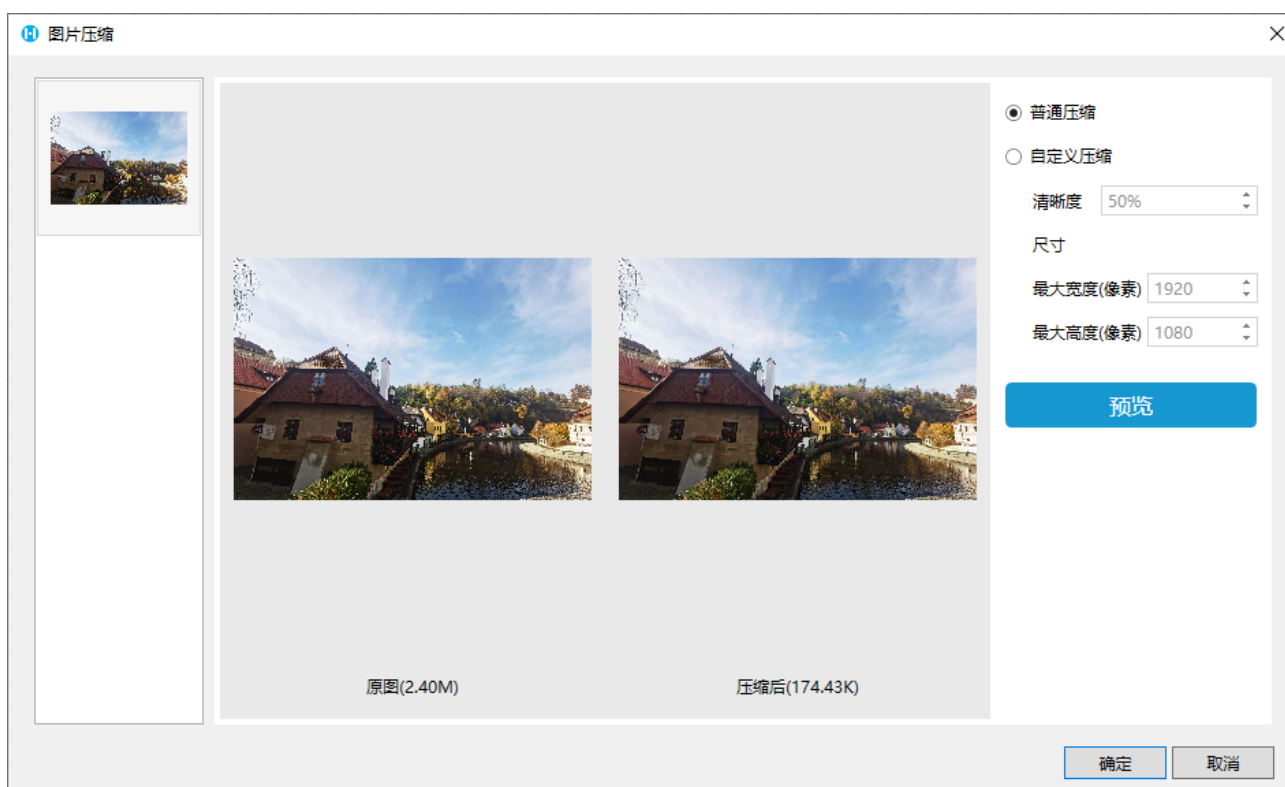 图片压缩
普通压缩
自定义压缩
清晰度 50%
尺寸
最大宽度(像素) 1920
最大高度(像素) 1080
预览
原图(2.40M) 压缩后(174.43K)
确定 取消